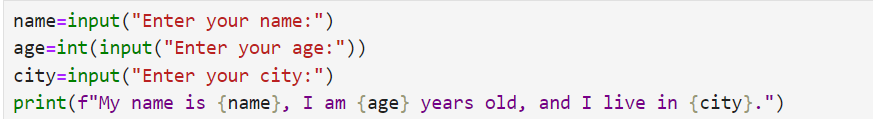 name=input("Enter your name:")
age=int(input("Enter your age:"))
city=input("Enter your city:")
print(f"My name is {name}, I am {age} years old, and I live in {city}.")